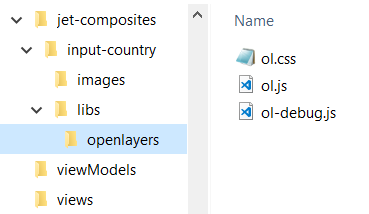 jet-composites
input-country
images
libs
openlayers
viewModels
views
Name
ol.css
ol.js
ol-debug.js